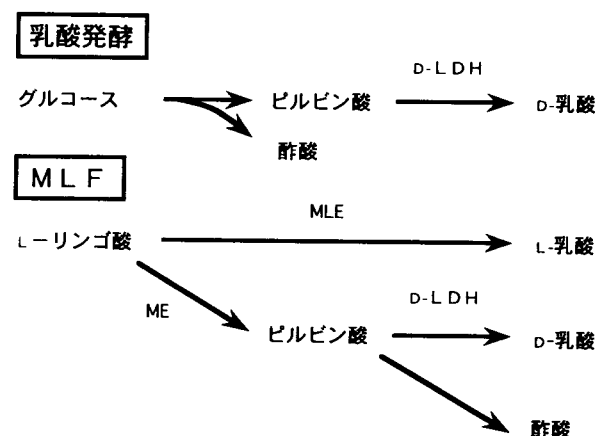 乳酸発酵
D-LDH
グルコース ピルビン酸 D-乳酸
酢酸
MLF
MLE
L-リンゴ酸 L-乳酸
D-LDH
ME
ピルビン酸 D-乳酸
酢酸